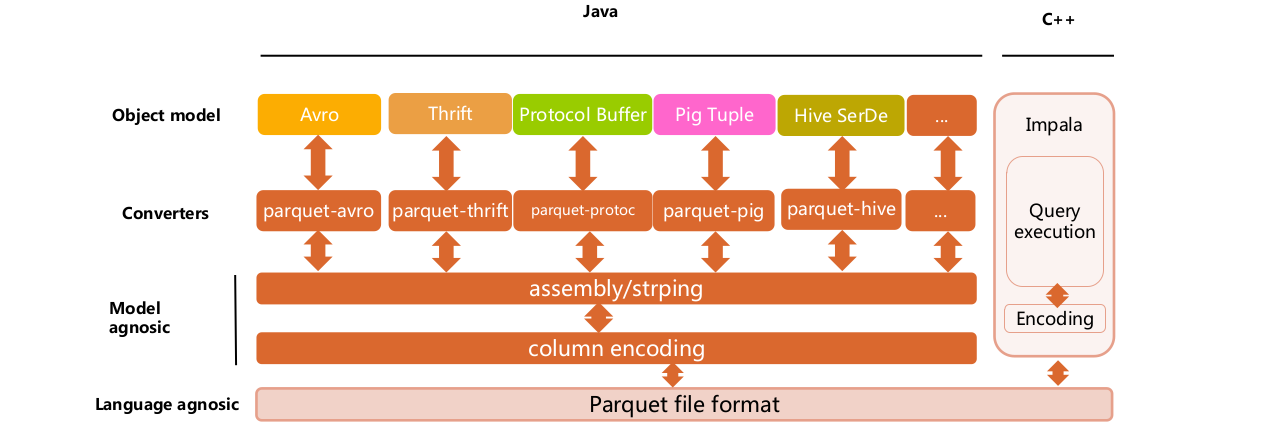 Java
C++
Object model
Avro
Thrift
Protocol Buffer
Pig Tuple
Hive SerDe
...
Impala
Converters
parquet-avro
parquet-thrift
parquet-protoc
parquet-pig
parquet-hive
...
Query
execution
Model
agnosic
assembly/strping
Encoding
column encoding
Language agnosic
Parquet file format